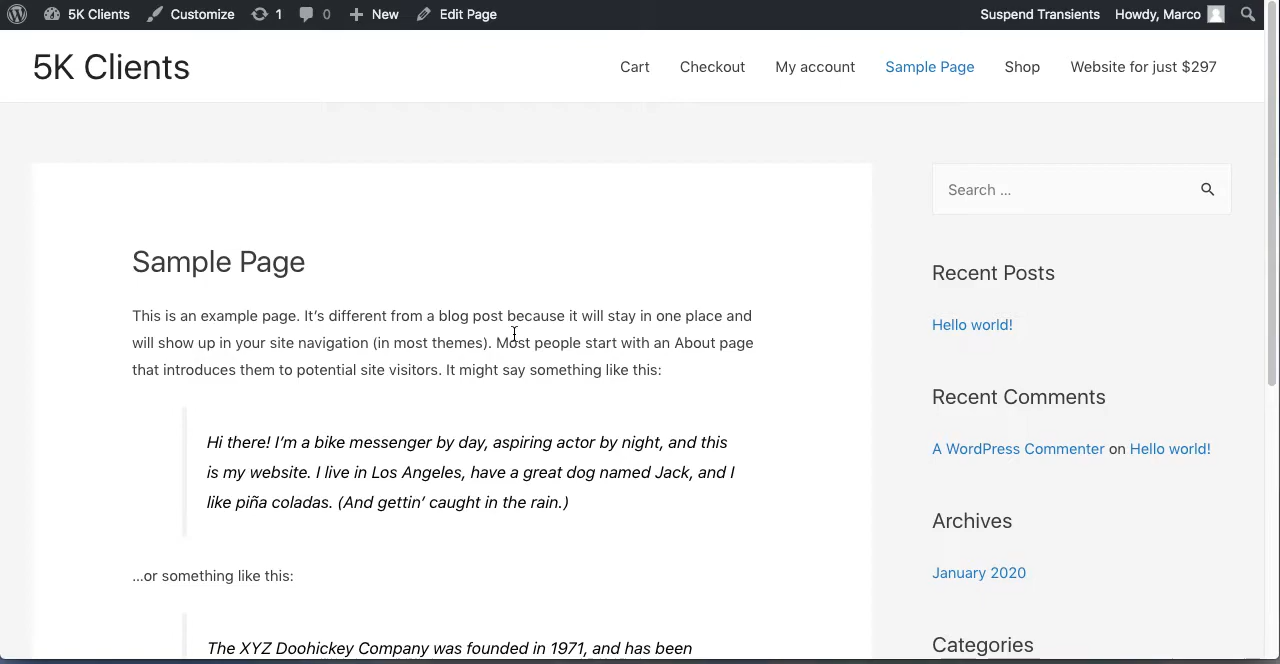 5K Clients Customize 1 0 New Edit Page Suspend Transients Howdy, Marco
5K Clients
Cart Checkout My account Sample Page Shop Website for just $297
Search ...
Sample Page
This is an example page. It’s different from a blog post because it will stay in one place and
will show up in your site navigation (in most themes). Most people start with an About page
that introduces them to potential site visitors. It might say something like this:
Hi there! I’m a bike messenger by day, aspiring actor by night, and this
is my website. I live in Los Angeles, have a great dog named Jack, and I
like piña coladas. (And gettin’ caught in the rain.)
…or something like this:
The XYZ Doohickey Company was founded in 1971, and has been
Recent Posts
Hello world!
Recent Comments
A WordPress Commenter on Hello world!
Archives
January 2020
Categories